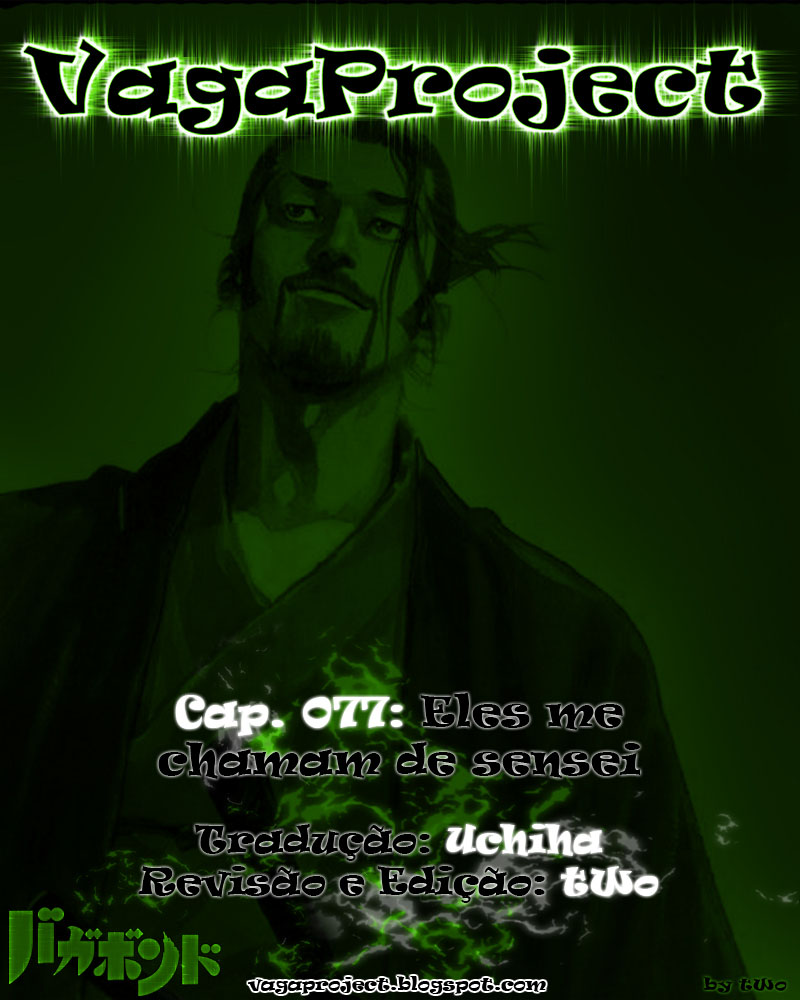 VagaProject
Cap. 077: Eles me
chamam de sensei
Tradução: Uchiha
Revisão e Edição: tWo
バガボンド
vagaproject.blogspot.com
by tWo